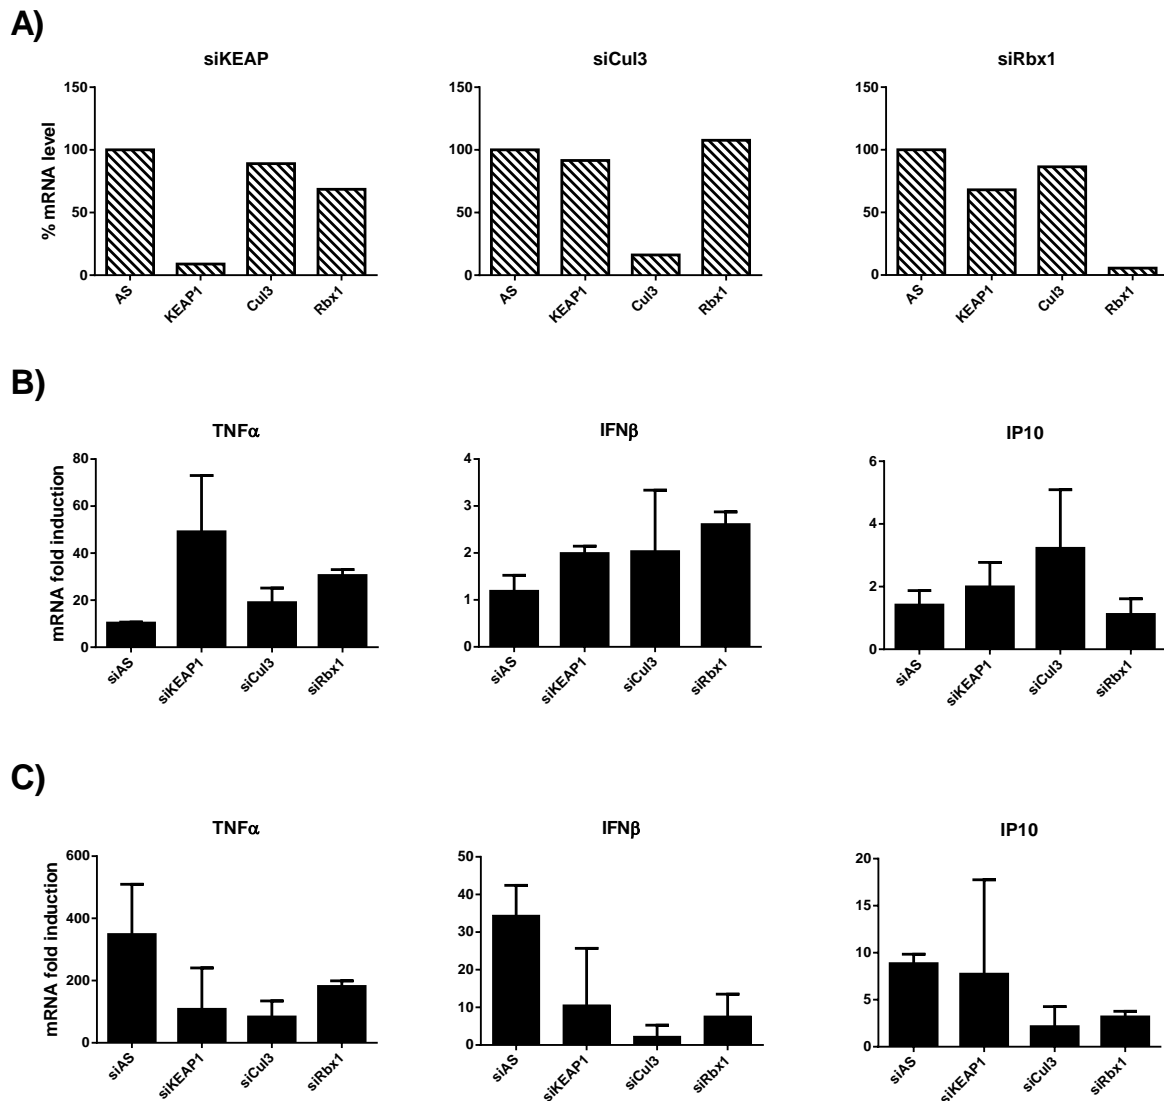 A)
siKEAP
siCul3
siRbx1
% mRNA level
150
100
50
0
AS
KEAP1
Cul3
Rbx1
150
100
50
0
AS
KEAP1
Cul3
Rbx1
150
100
50
0
AS
KEAP1
Cul3
Rbx1
B)
TNFα
IFNβ
IP10
mRNA fold induction
80
60
40
20
0
siAS
siKEAP1
siCul3
siRbx1
4
3
2
1
0
siAS
siKEAP1
siCul3
siRbx1
6
4
2
0
siAS
siKEAP1
siCul3
siRbx1
C)
TNFα
IFNβ
IP10
mRNA fold induction
600
400
200
0
siAS
siKEAP1
siCul3
siRbx1
50
40
30
20
10
0
siAS
siKEAP1
siCul3
siRbx1
20
15
10
5
0
siAS
siKEAP1
siCul3
siRbx1